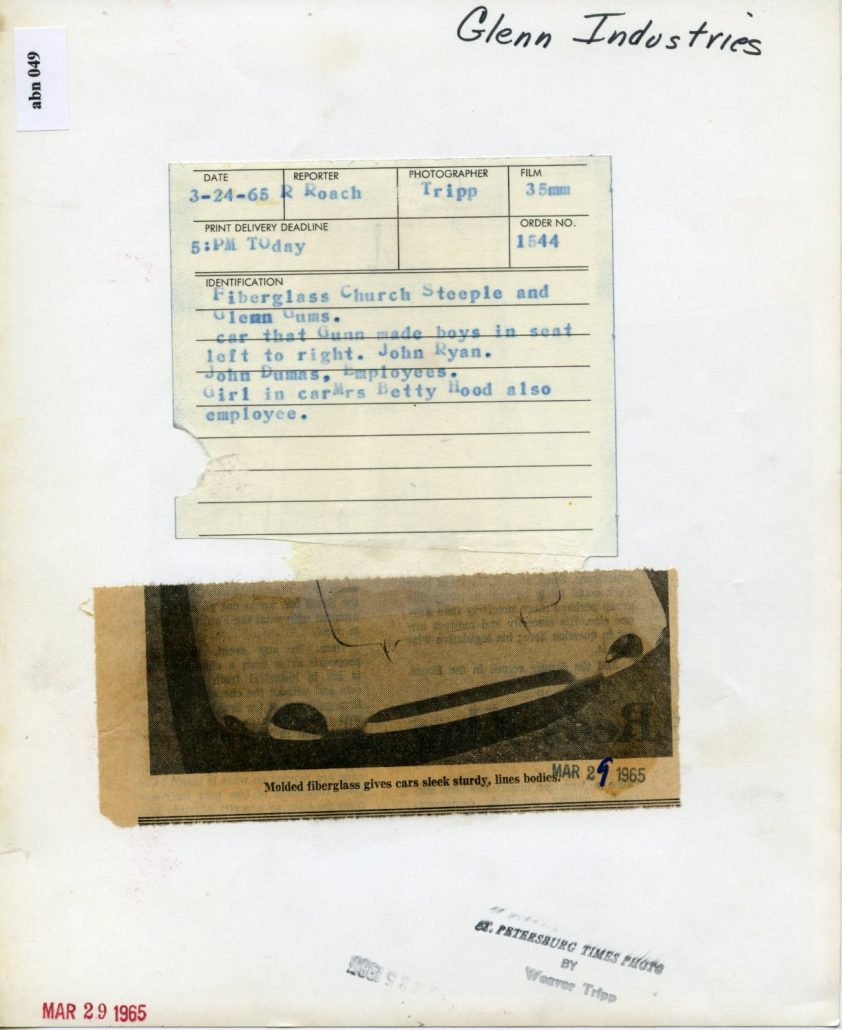 Glenn Industries
abn 049
DATE REPORTER PHOTOGRAPHER FILM
3-24-65 R Roach Tripp 35mm
PRINT DELIVERY DEADLINE ORDER NO.
5:PM TOday 1544
IDENTIFICATION
Fiberglass Church Steeple and
Glenn Gums.
car that Gunn made boys in seat
left to right. John Ryan.
John Dumas, Employees.
Girl in carMrs Betty Hood also
employee.
Molded fiberglass gives cars sleek sturdy, lines bodies.
MAR 29 1965
ST. PETERSBURG TIMES PHOTO
BY
Weaver Tripp
MAR 29 1965